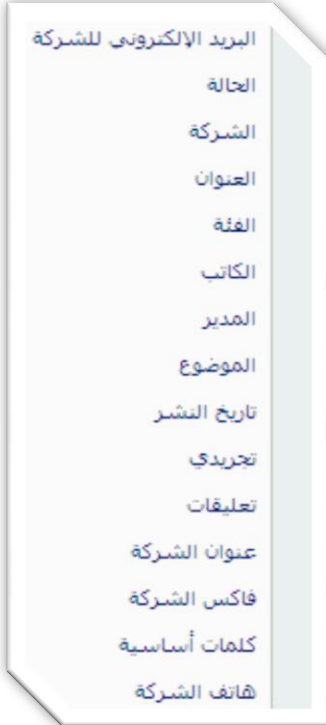 البريد الإلكتروني للشركة
الحالة
الشركة
العنوان
الفئة
الكاتب
المدير
الموضوع
تاريخ النشر
تجريدي
تعليقات
عنوان الشركة
فاكس الشركة
كلمات أساسية
هاتف الشركة